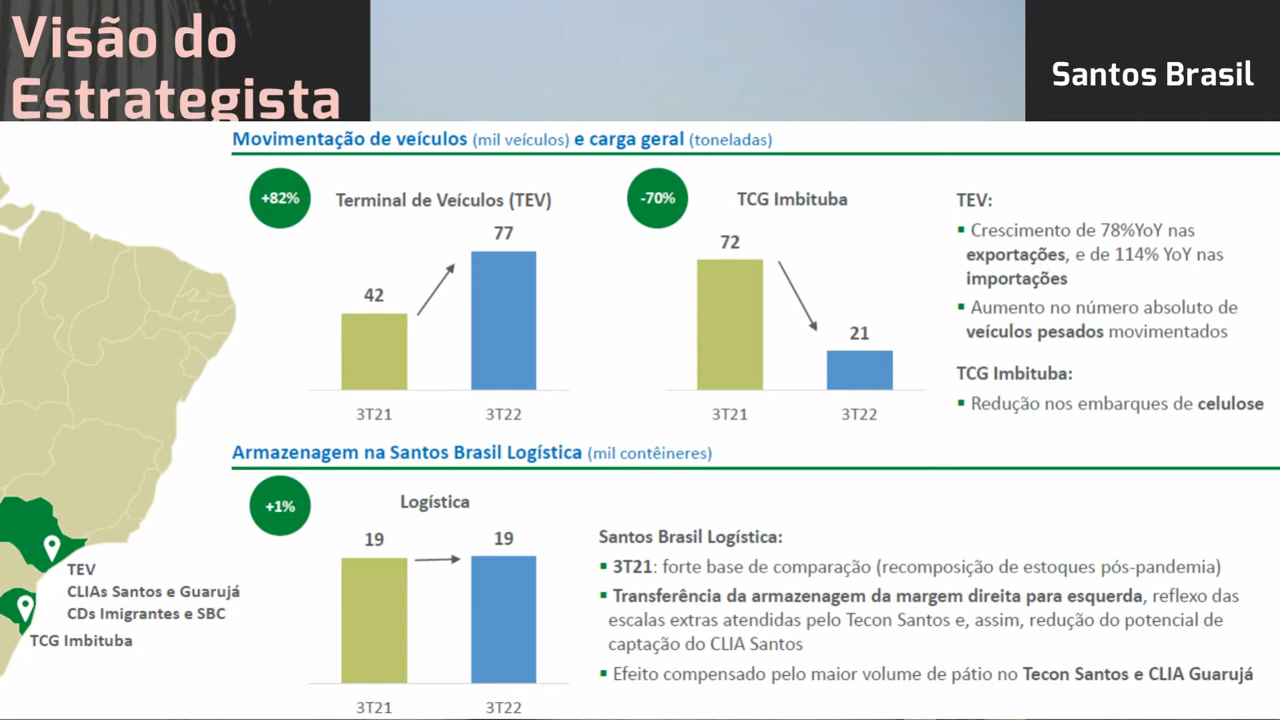 Visão do
Estrategista
Santos Brasil
Movimentação de veículos (mil veículos) e carga geral (toneladas)
+82%
Terminal de Veículos (TEV)
42
77
3T21
3T22
-70%
TCG Imbituba
72
21
3T21
3T22
TEV:
▪ Crescimento de 78%YoY nas
exportações, e de 114% YoY nas
importações
▪ Aumento no número absoluto de
veículos pesados movimentados
TCG Imbituba:
▪ Redução nos embarques de celulose
Armazenagem na Santos Brasil Logística (mil contêineres)
+1%
Logística
19
19
3T21
3T22
Santos Brasil Logística:
▪ 3T21: forte base de comparação (recomposição de estoques pós-pandemia)
▪ Transferência da armazenagem da margem direita para esquerda, reflexo das
escalas extras atendidas pelo Tecon Santos e, assim, redução do potencial de
captação do CLIA Santos
▪ Efeito compensado pelo maior volume de pátio no Tecon Santos e CLIA Guarujá
TEV
CLIAs Santos e Guarujá
CDs Imigrantes e SBC
TCG Imbituba